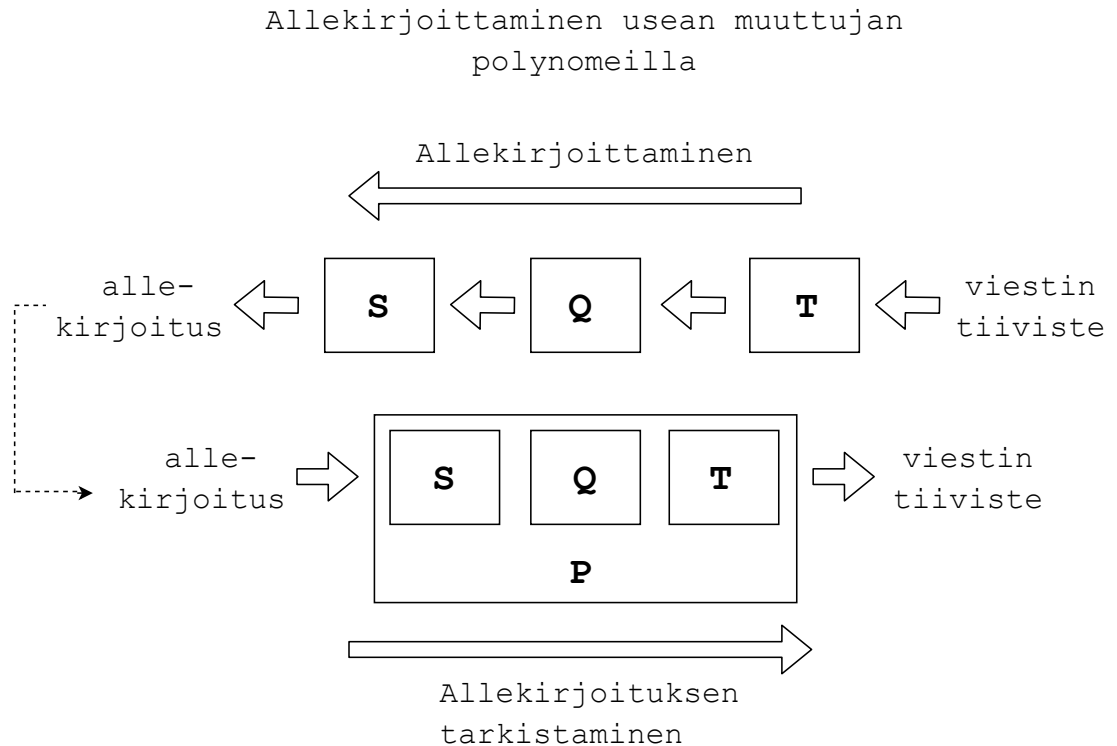 Allekirjoittaminen usean muuttujan
polynomeilla
Allekirjoittaminen
alle-
kirjoitus
S
Q
T
viestin
tiiviste
alle-
kirjoitus
S
Q
T
P
viestin
tiiviste
Allekirjoituksen
tarkistaminen